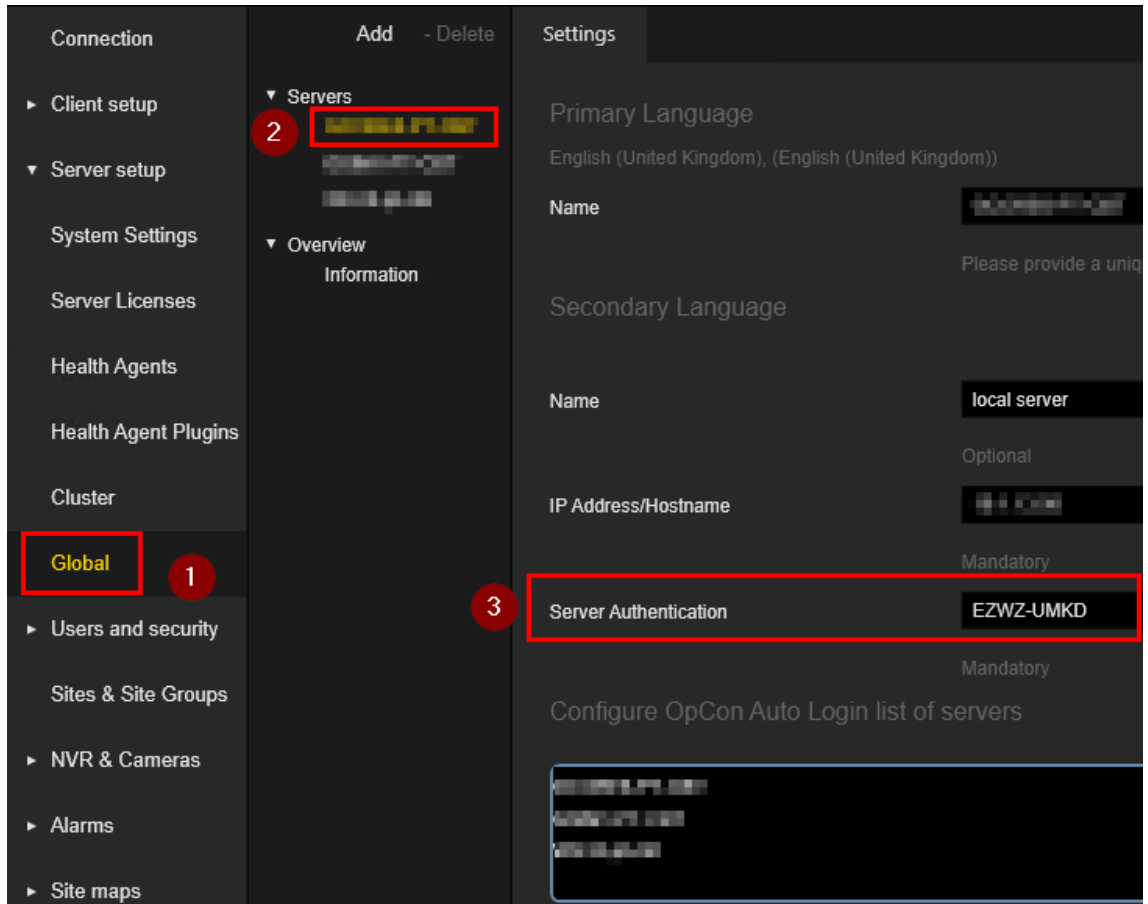 Connection
► Client setup
▼ Server setup
System Settings
Server Licenses
Health Agents
Health Agent Plugins
Cluster
Global
1
► Users and security
Sites & Site Groups
► NVR & Cameras
► Alarms
► Site maps
Add - Delete
▼ Servers
2
▼ Overview
Information
Settings
Primary Language
English (United Kingdom), (English (United Kingdom))
Name
Please provide a uniq
Secondary Language
Name local server
Optional
IP Address/Hostname
Mandatory
3 Server Authentication EZWZ-UMKD
Mandatory
Configure OpCon Auto Login list of servers